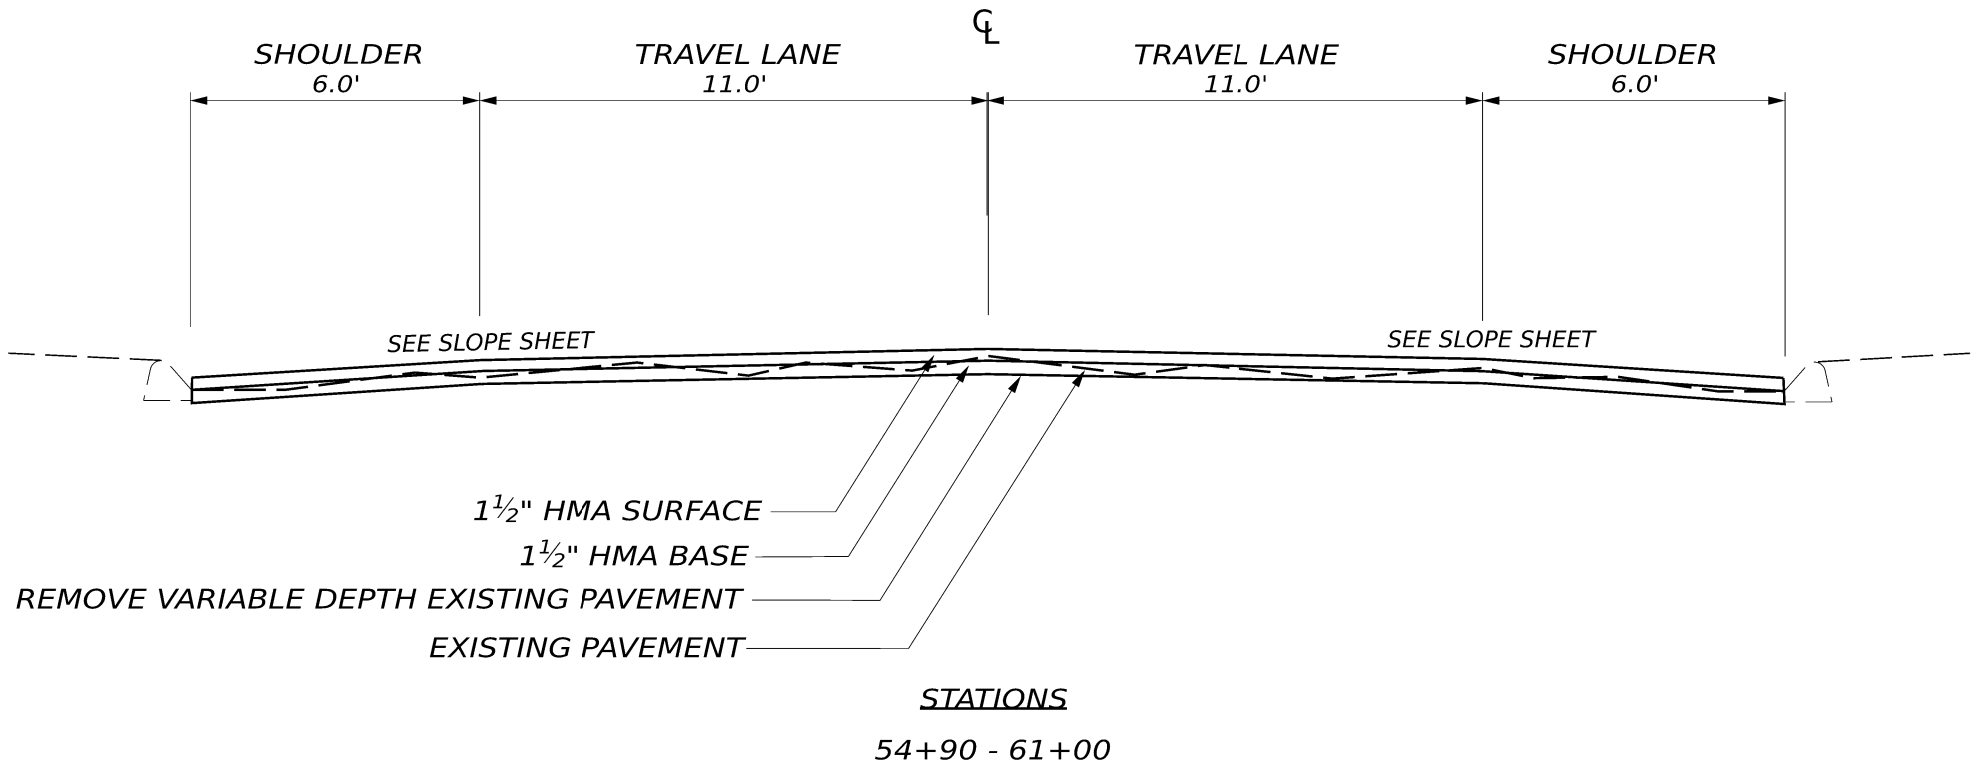 ℄
SHOULDER TRAVEL LANE TRAVEL LANE SHOULDER
6.0' 11.0' 11.0' 6.0'
SEE SLOPE SHEET SEE SLOPE SHEET
1½" HMA SURFACE
1½" HMA BASE
REMOVE VARIABLE DEPTH EXISTING PAVEMENT
EXISTING PAVEMENT
STATIONS
54+90 - 61+00